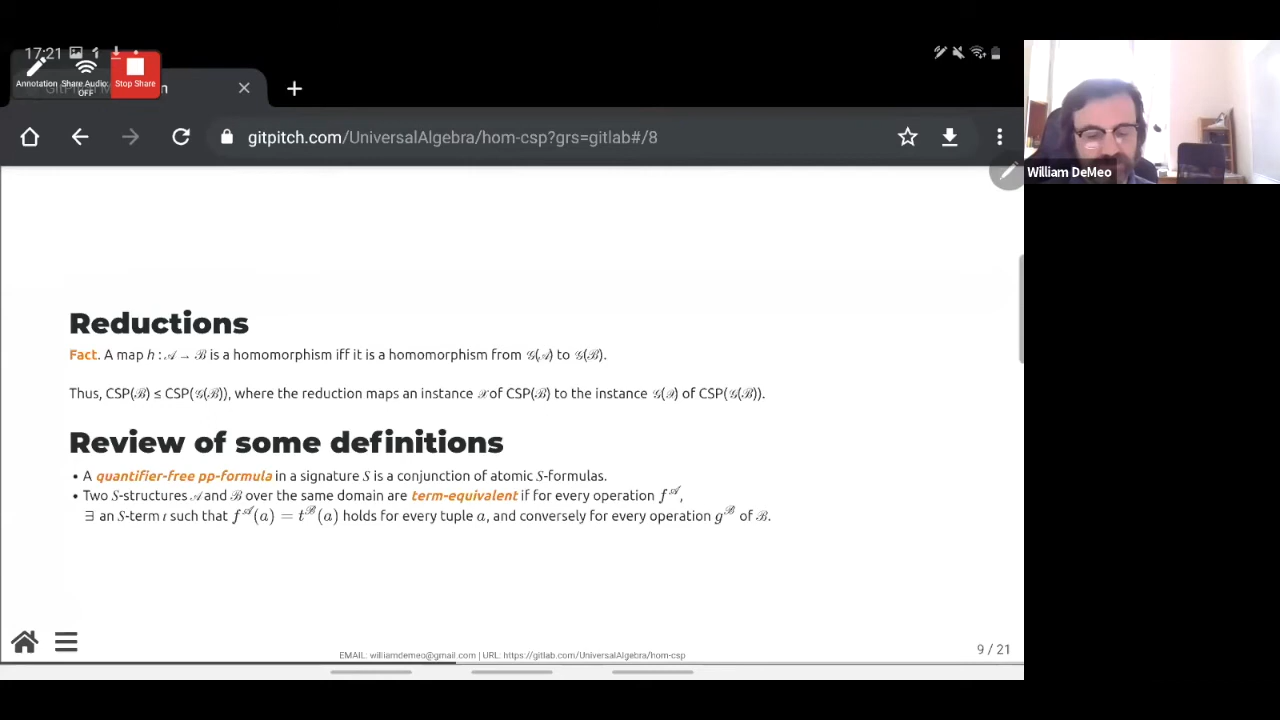 17:21
Annotation Share Audio: OFF Stop Share
gitpitch.com/UniversalAlgebra/hom-csp?grs=gitlab#/8
William DeMeo
Reductions
Fact. A map h : 𝒜 → ℬ is a homomorphism iff it is a homomorphism from 𝒢(𝒜) to 𝒢(ℬ).
Thus, CSP(ℬ) ≤ CSP(𝒢(ℬ)), where the reduction maps an instance 𝒳 of CSP(ℬ) to the instance 𝒢(𝒳) of CSP(𝒢(ℬ)).
Review of some definitions
• A quantifier-free pp-formula in a signature S is a conjunction of atomic S-formulas.
• Two S-structures 𝒜 and ℬ over the same domain are term-equivalent if for every operation f^𝒜,
∃ an S-term t such that f^𝒜(a) = t^ℬ(a) holds for every tuple a, and conversely for every operation g^ℬ of ℬ.
EMAIL: williamdemeo@gmail.com | URL: https://gitlab.com/UniversalAlgebra/hom-csp
9 / 21